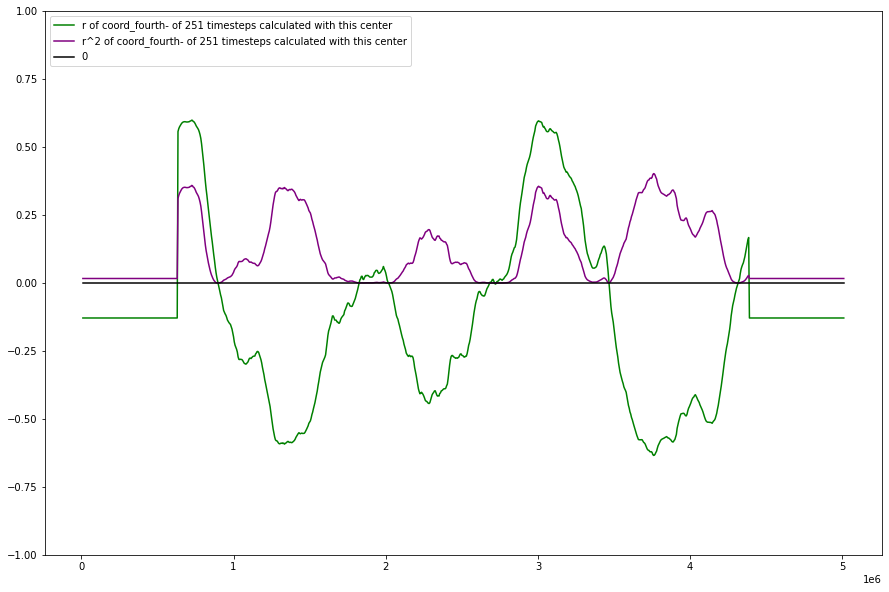 r of coord_fourth- of 251 timesteps calculated with this center
r^2 of coord_fourth- of 251 timesteps calculated with this center
0
1.00
0.75
0.50
0.25
0.00
−0.25
−0.50
−0.75
−1.00
0 1 2 3 4 5
1e6